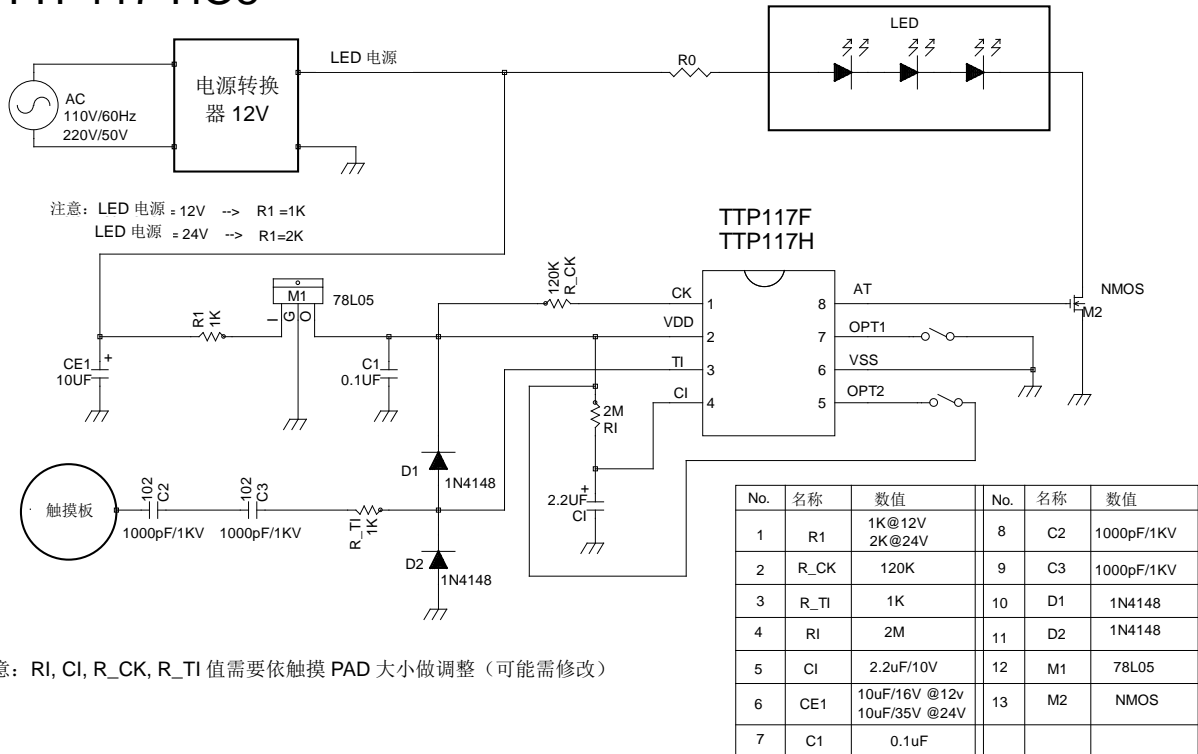 LED
LED 电源
R0
电源转换
器 12V
AC
110V/60Hz
220V/50V
注意：LED 电源 = 12V --> R1 =1K
LED 电源 = 24V --> R1=2K
TTP117F
TTP117H
120K
R_CK
CK
1
8
AT
NMOS
M2
M1
78L05
I
G
O
R1
1K
VDD
2
7
OPT1
CE1
+
10UF
C1
0.1UF
TI
3
6
VSS
CI
4
5
OPT2
2M
RI
D1
1N4148
2.2UF
+
CI
触摸板
102
C2
1000pF/1KV
102
C3
1000pF/1KV
R_TI
1K
D2
1N4148
No. 名称 数值 No. 名称 数值
1 R1 1K@12V 2K@24V 8 C2 1000pF/1KV
2 R_CK 120K 9 C3 1000pF/1KV
3 R_TI 1K 10 D1 1N4148
4 RI 2M 11 D2 1N4148
5 CI 2.2uF/10V 12 M1 78L05
6 CE1 10uF/16V @12v 10uF/35V @24V 13 M2 NMOS
7 C1 0.1uF
意：RI, CI, R_CK, R_TI 值需要依触摸 PAD 大小做调整（可能需修改）